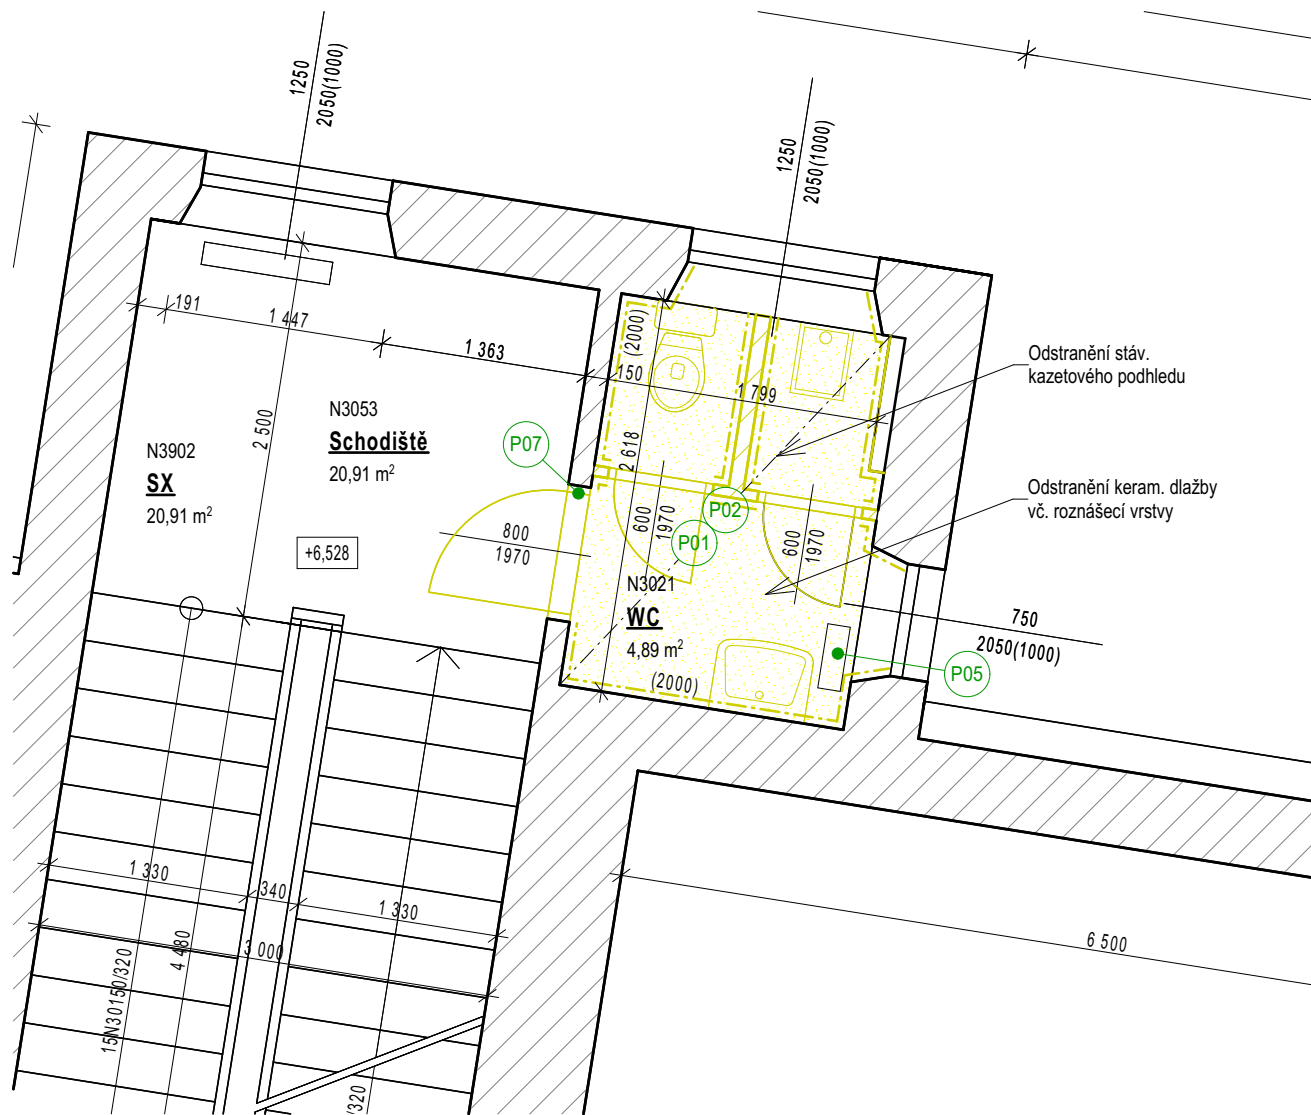 1250
2050(1000)
1250
2050(1000)
191
1 447
1 363
150
(2000)
1 799
Odstranění stáv.
kazetového podhledu
2 500
2 618
N3053
Schodiště
20,91 m²
N3902
SX
20,91 m²
P07
Odstranění keram. dlažby
vč. roznášecí vrstvy
P02
P01
600
1970
600
1970
800
1970
+6,528
N3021
WC
4,89 m²
(2000)
750
2050(1000)
P05
1 330
340
1 330
3 000
4 480
15N30150/320
6 500
/320